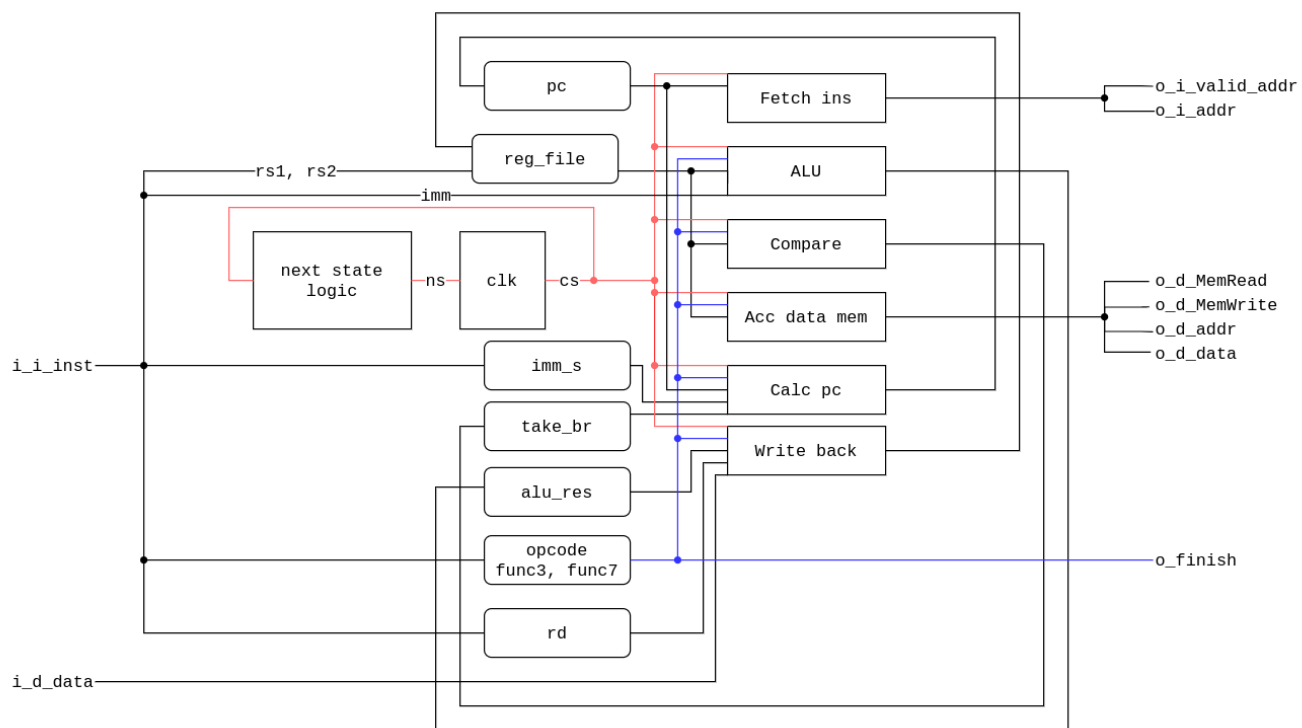 pc
Fetch ins
o_i_valid_addr
o_i_addr
reg_file
rs1, rs2
ALU
imm
next state
logic
ns
clk
cs
Compare
Acc data mem
o_d_MemRead
o_d_MemWrite
o_d_addr
o_d_data
i_i_inst
imm_s
Calc pc
take_br
Write back
alu_res
opcode
func3, func7
o_finish
rd
i_d_data